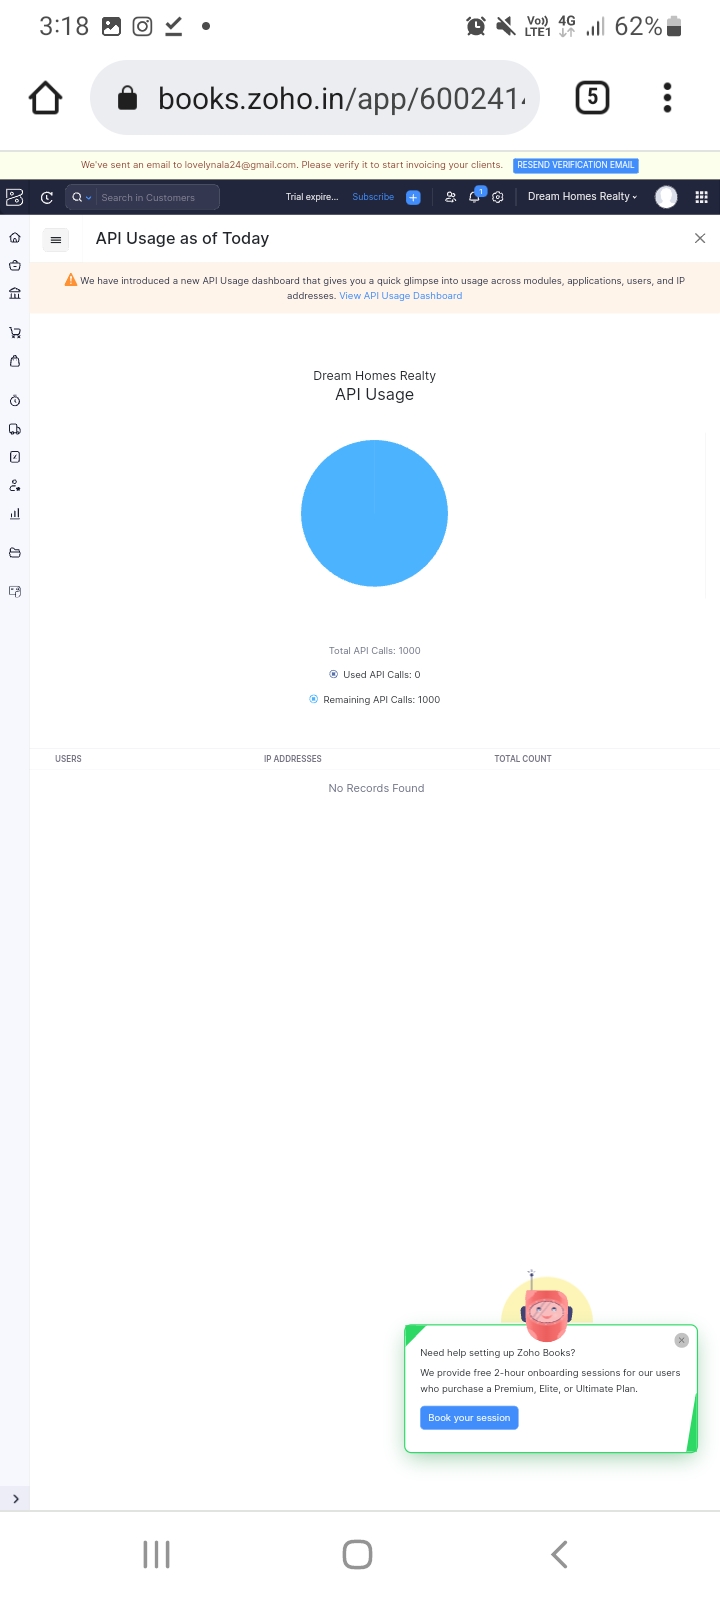 3:18
Vo)) LTE1 4G 62%
books.zoho.in/app/600241
5
We've sent an email to lovelynala24@gmail.com. Please verify it to start invoicing your clients. RESEND VERIFICATION EMAIL
Search in Customers Trial expire... Subscribe 1 Dream Homes Realty
API Usage as of Today
We have introduced a new API Usage dashboard that gives you a quick glimpse into usage across modules, applications, users, and IP
addresses. View API Usage Dashboard
Dream Homes Realty
API Usage
Total API Calls: 1000
Used API Calls: 0
Remaining API Calls: 1000
USERS IP ADDRESSES TOTAL COUNT
No Records Found
Need help setting up Zoho Books?
We provide free 2-hour onboarding sessions for our users
who purchase a Premium, Elite, or Ultimate Plan.
Book your session